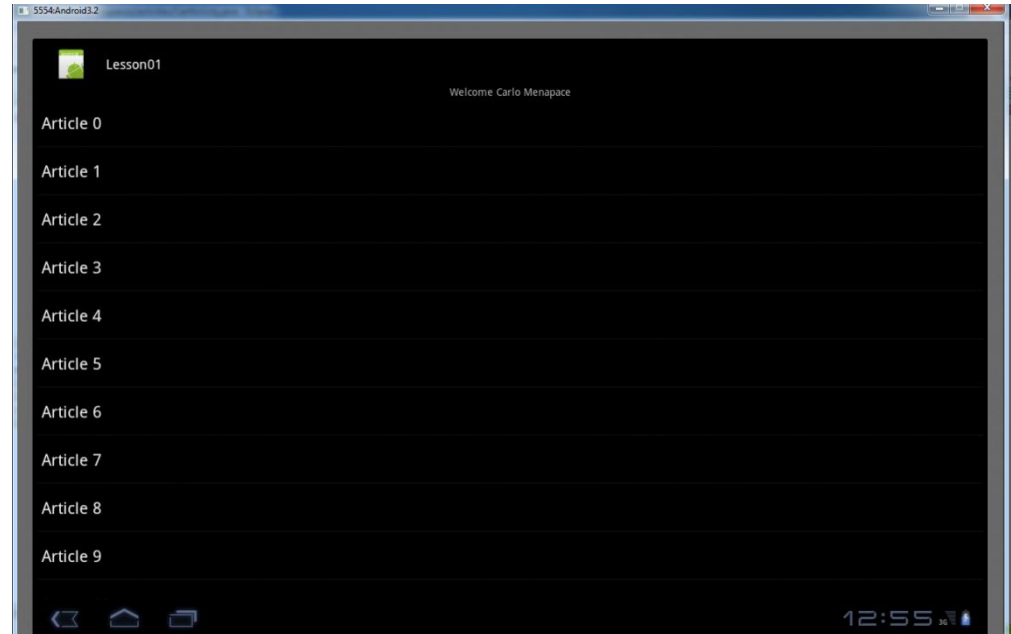 5554:Android3.2
Lesson01
Welcome Carlo Menapace
Article 0
Article 1
Article 2
Article 3
Article 4
Article 5
Article 6
Article 7
Article 8
Article 9
12:55 3G